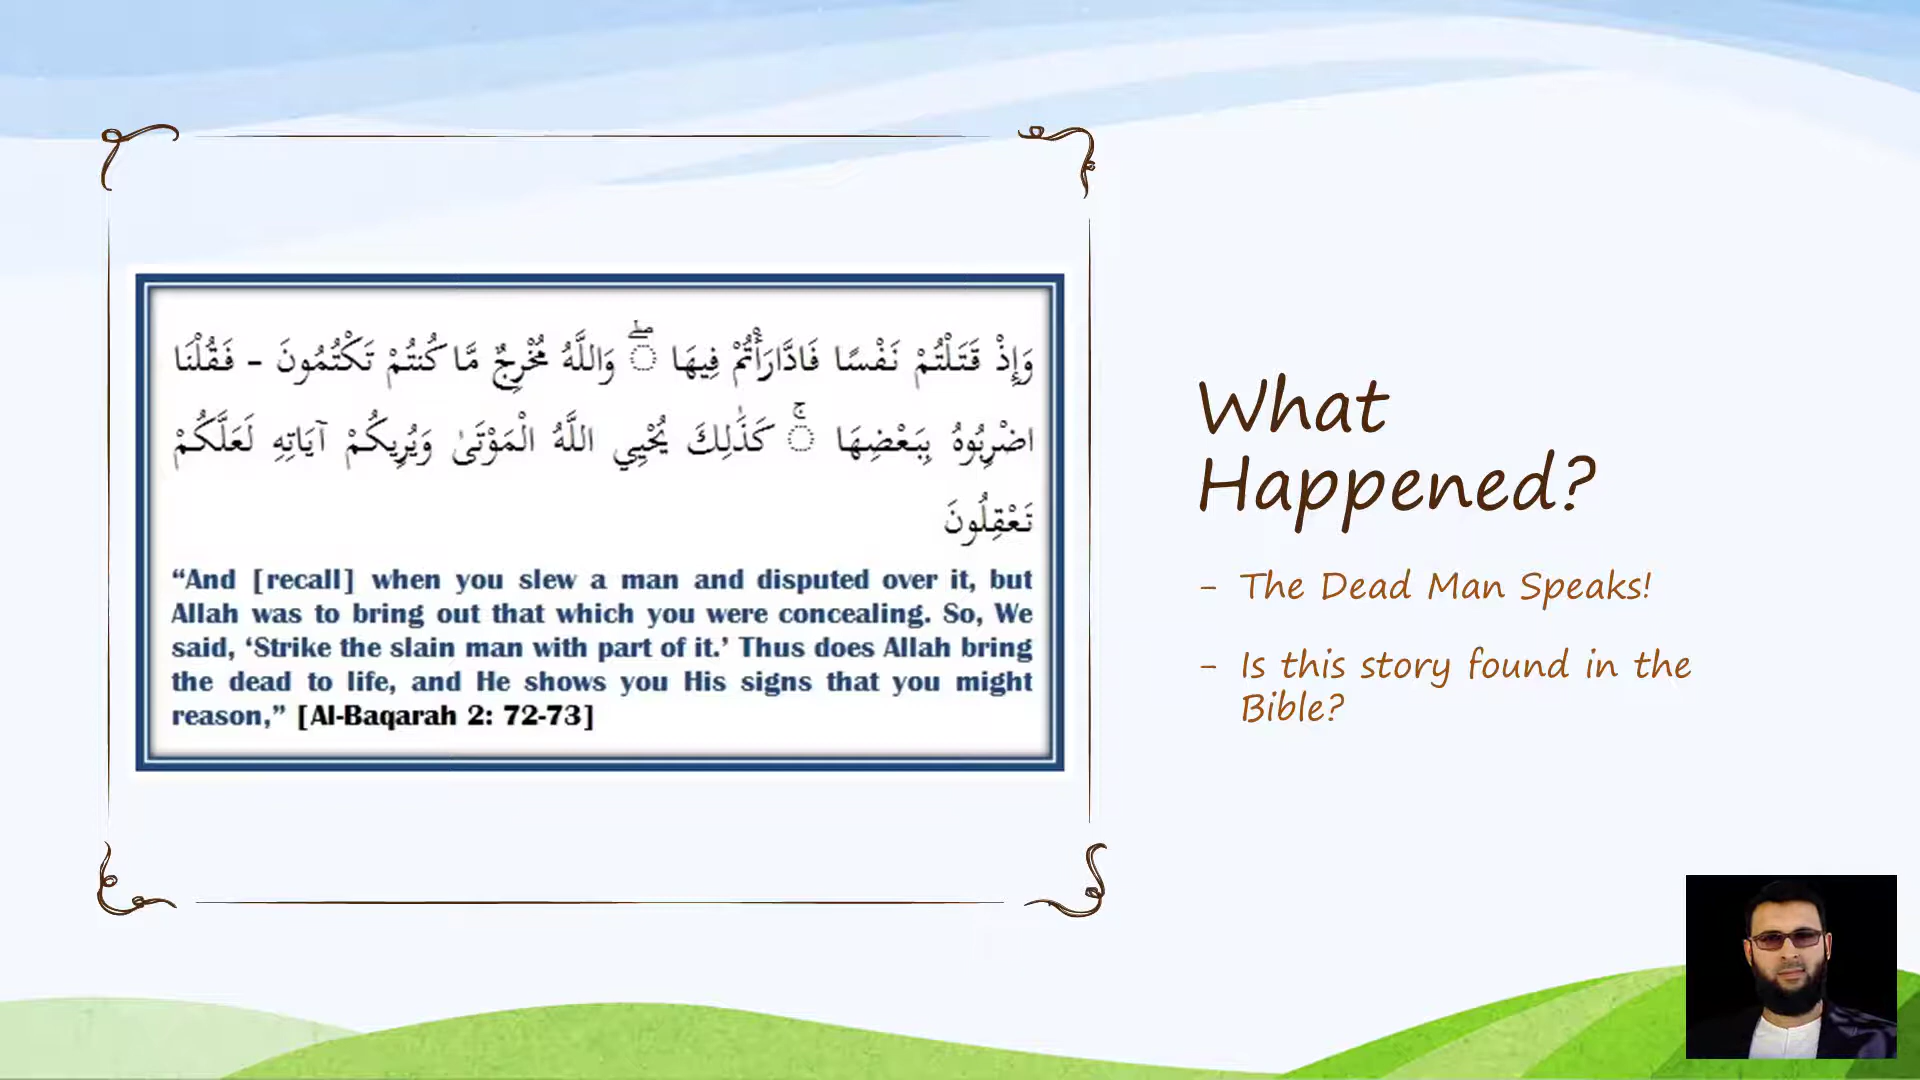 وَإِذْ قَتَلْتُمْ نَفْسًا فَادَّارَأْتُمْ فِيهَا ۖ وَاللَّهُ مُخْرِجٌ مَّا كُنتُمْ تَكْتُمُونَ - فَقُلْنَا
اضْرِبُوهُ بِبَعْضِهَا ۚ كَذَٰلِكَ يُحْيِي اللَّهُ الْمَوْتَىٰ وَيُرِيكُمْ آيَاتِهِ لَعَلَّكُمْ
تَعْقِلُونَ
“And [recall] when you slew a man and disputed over it, but
Allah was to bring out that which you were concealing. So, We
said, ‘Strike the slain man with part of it.’ Thus does Allah bring
the dead to life, and He shows you His signs that you might
reason,” [Al-Baqarah 2: 72-73]
What
Happened?
- The Dead Man Speaks!
- Is this story found in the
Bible?